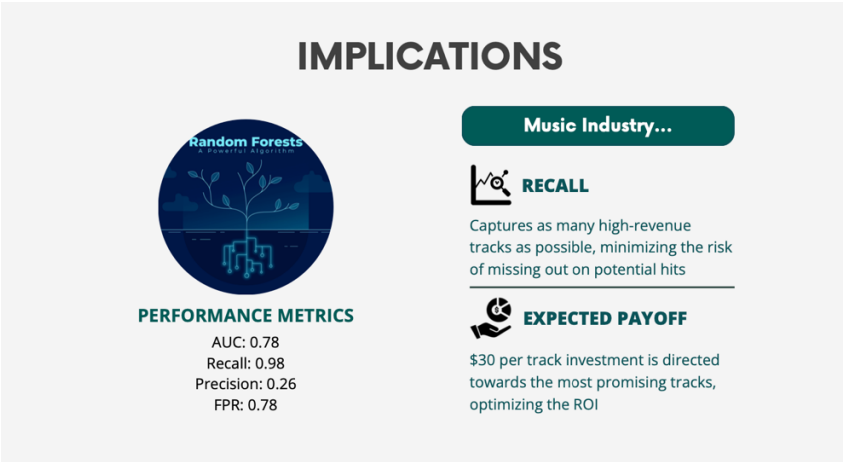 IMPLICATIONS
Random Forests
A Powerful Algorithm
PERFORMANCE METRICS
AUC: 0.78
Recall: 0.98
Precision: 0.26
FPR: 0.78
Music Industry...
RECALL
Captures as many high-revenue
tracks as possible, minimizing the risk
of missing out on potential hits
EXPECTED PAYOFF
$30 per track investment is directed
towards the most promising tracks,
optimizing the ROI